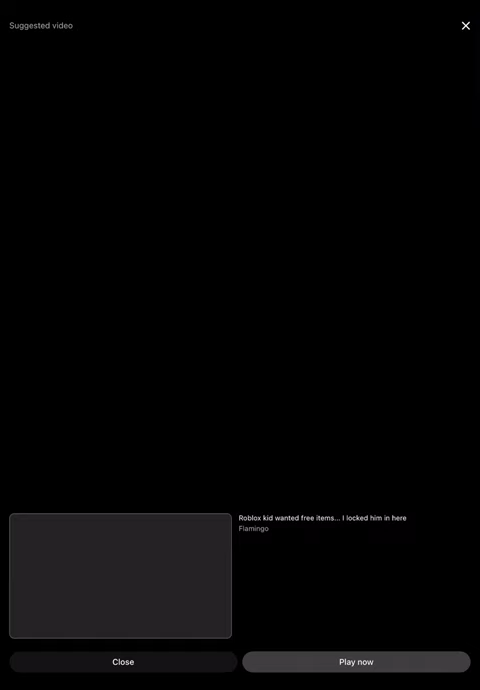 Suggested video
Roblox kid wanted free items... I locked him in here
Flamingo
Close
Play now